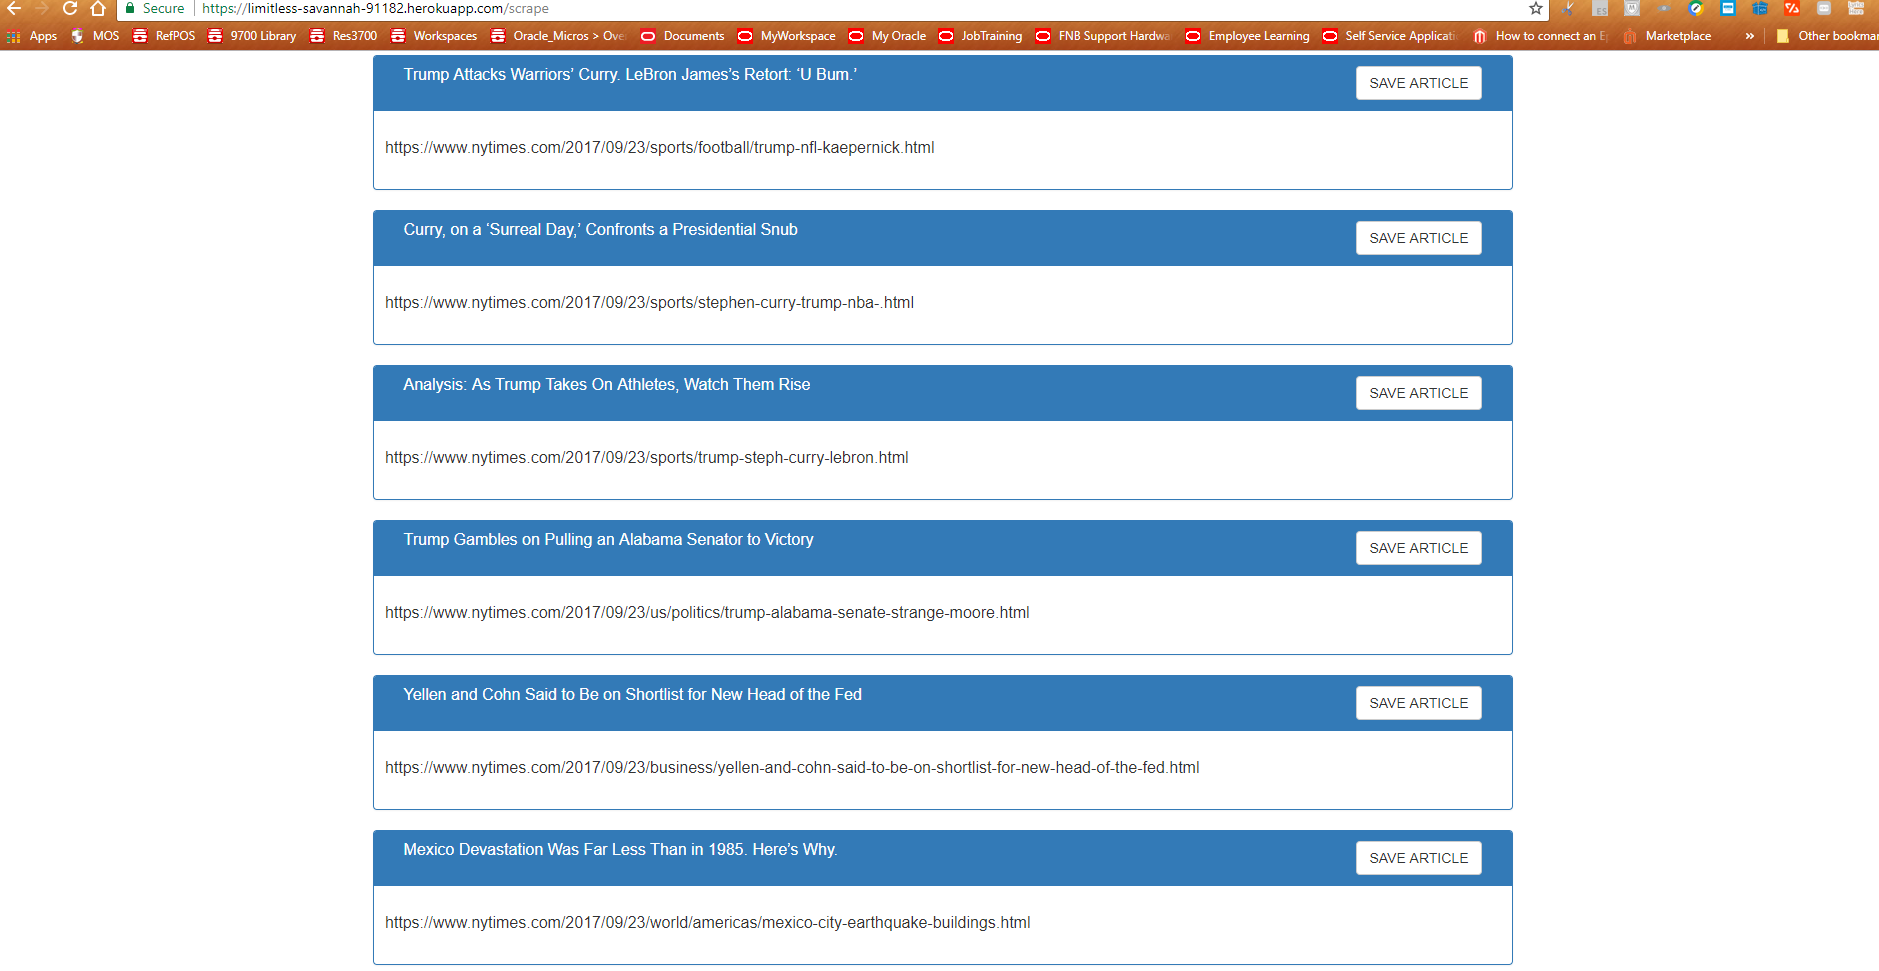 Secure https://limitless-savannah-91182.herokuapp.com/scrape
Apps MOS RefPOS 9700 Library Res3700 Workspaces Oracle_Micros > Ove Documents MyWorkspace My Oracle JobTraining FNB Support Hardwa Employee Learning Self Service Applicati How to connect an E Marketplace » Other bookmar
Trump Attacks Warriors’ Curry. LeBron James’s Retort: ‘U Bum.’ SAVE ARTICLE
https://www.nytimes.com/2017/09/23/sports/football/trump-nfl-kaepernick.html
Curry, on a ‘Surreal Day,’ Confronts a Presidential Snub SAVE ARTICLE
https://www.nytimes.com/2017/09/23/sports/stephen-curry-trump-nba-.html
Analysis: As Trump Takes On Athletes, Watch Them Rise SAVE ARTICLE
https://www.nytimes.com/2017/09/23/sports/trump-steph-curry-lebron.html
Trump Gambles on Pulling an Alabama Senator to Victory SAVE ARTICLE
https://www.nytimes.com/2017/09/23/us/politics/trump-alabama-senate-strange-moore.html
Yellen and Cohn Said to Be on Shortlist for New Head of the Fed SAVE ARTICLE
https://www.nytimes.com/2017/09/23/business/yellen-and-cohn-said-to-be-on-shortlist-for-new-head-of-the-fed.html
Mexico Devastation Was Far Less Than in 1985. Here’s Why. SAVE ARTICLE
https://www.nytimes.com/2017/09/23/world/americas/mexico-city-earthquake-buildings.html